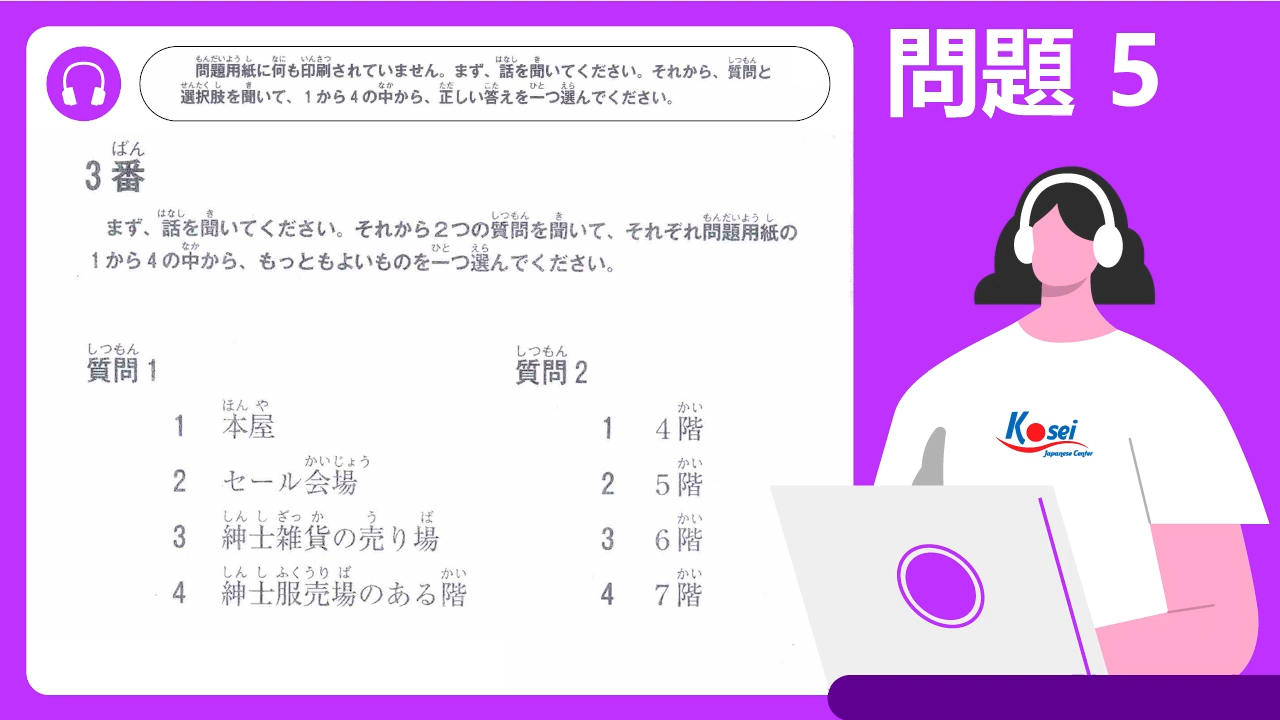 問題用紙に何も印刷されていません。まず、話を聞いてください。それから、質問と
選択肢を聞いて、1から4の中から、正しい答えを一つ選んでください。
問題 5
3番
まず、話を聞いてください。それから2つの質問を聞いて、それぞれ問題用紙の
1から4の中から、もっともよいものを一つ選んでください。
質問1
1 本屋
2 セール会場
3 紳士雑貨の売り場
4 紳士服売場のある階
質問2
1 4階
2 5階
3 6階
4 7階
Kosei
Japanese Center